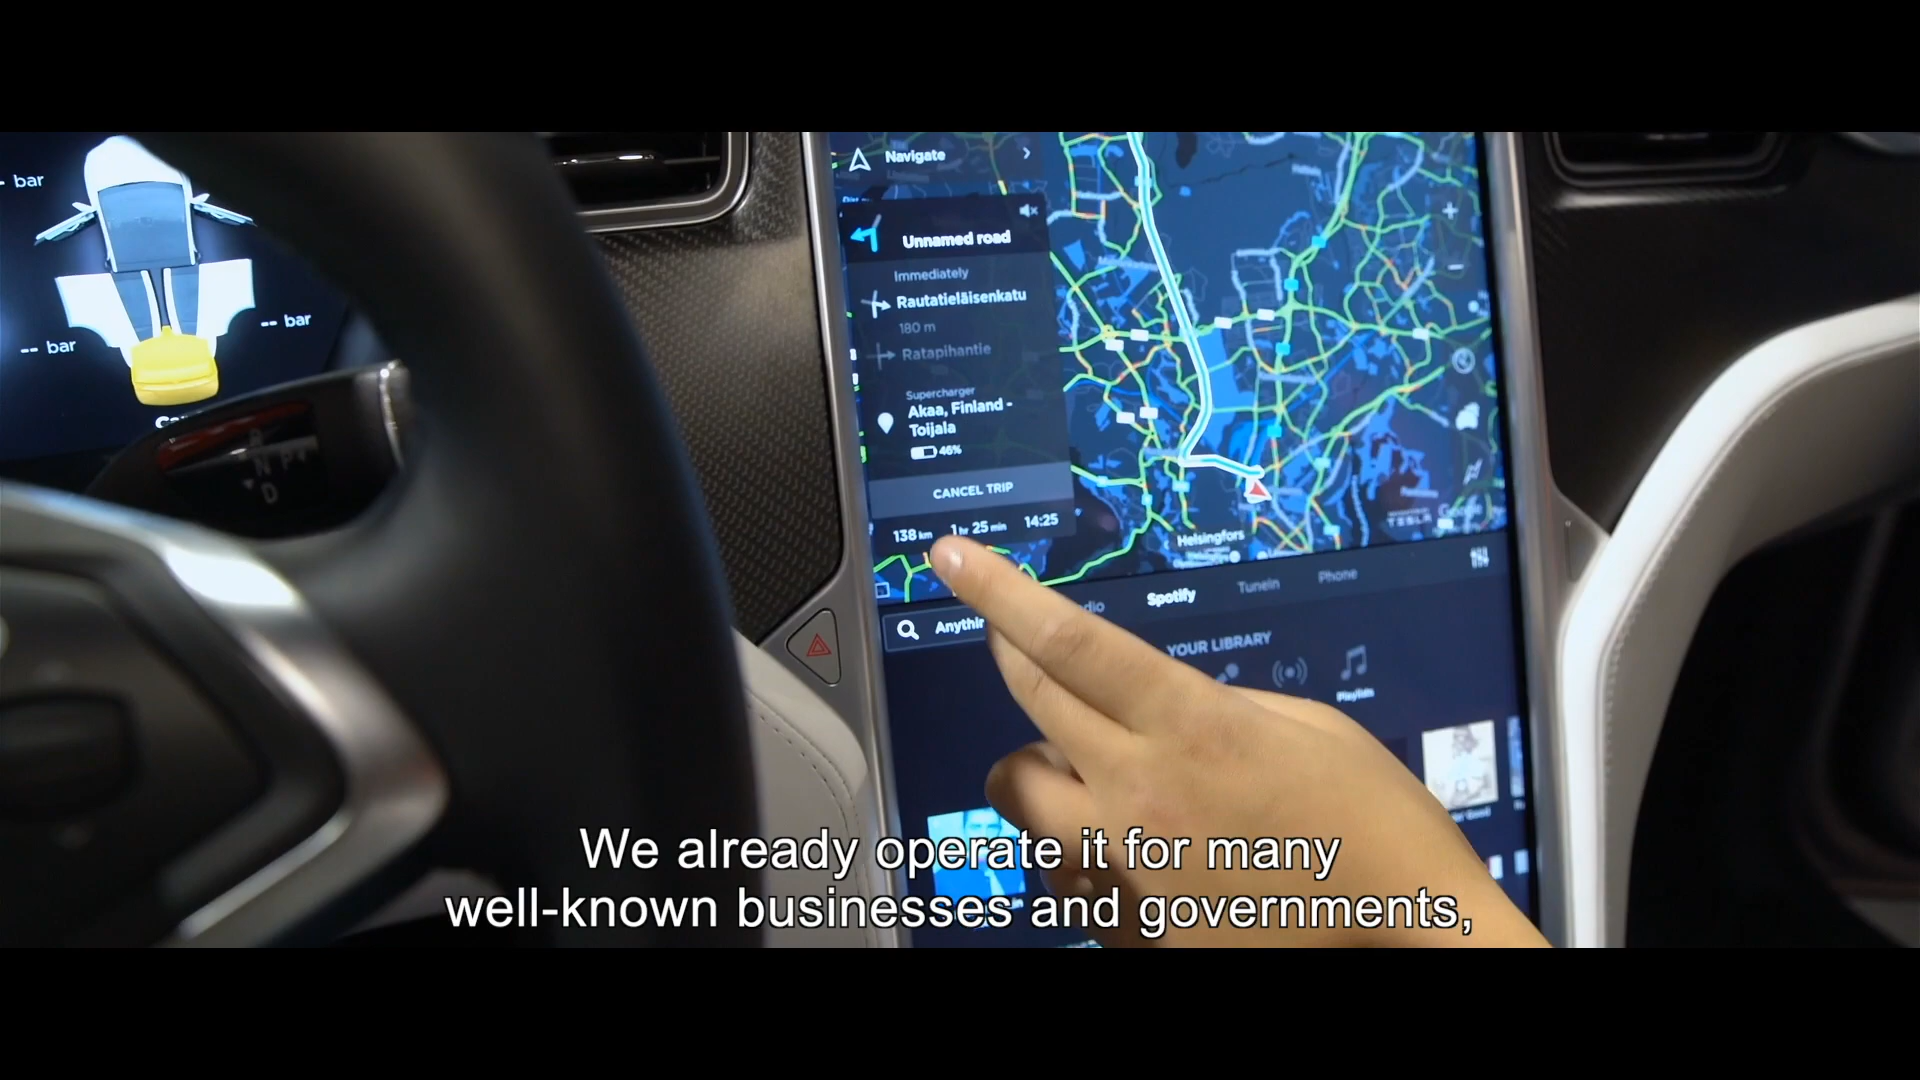 -- bar
-- bar
-- bar
N P
D
Navigate
Unnamed road
Immediately
Rautatieläisenkatu
180 m
Ratapihantie
Supercharger
Akaa, Finland -
Toijala
46%
CANCEL TRIP
138 km 1 hr 25 min 14:25
Helsingfors
TESLA Google
Spotify TuneIn Phone
YOUR LIBRARY
Playlists
We already operate it for many
well-known businesses and governments,